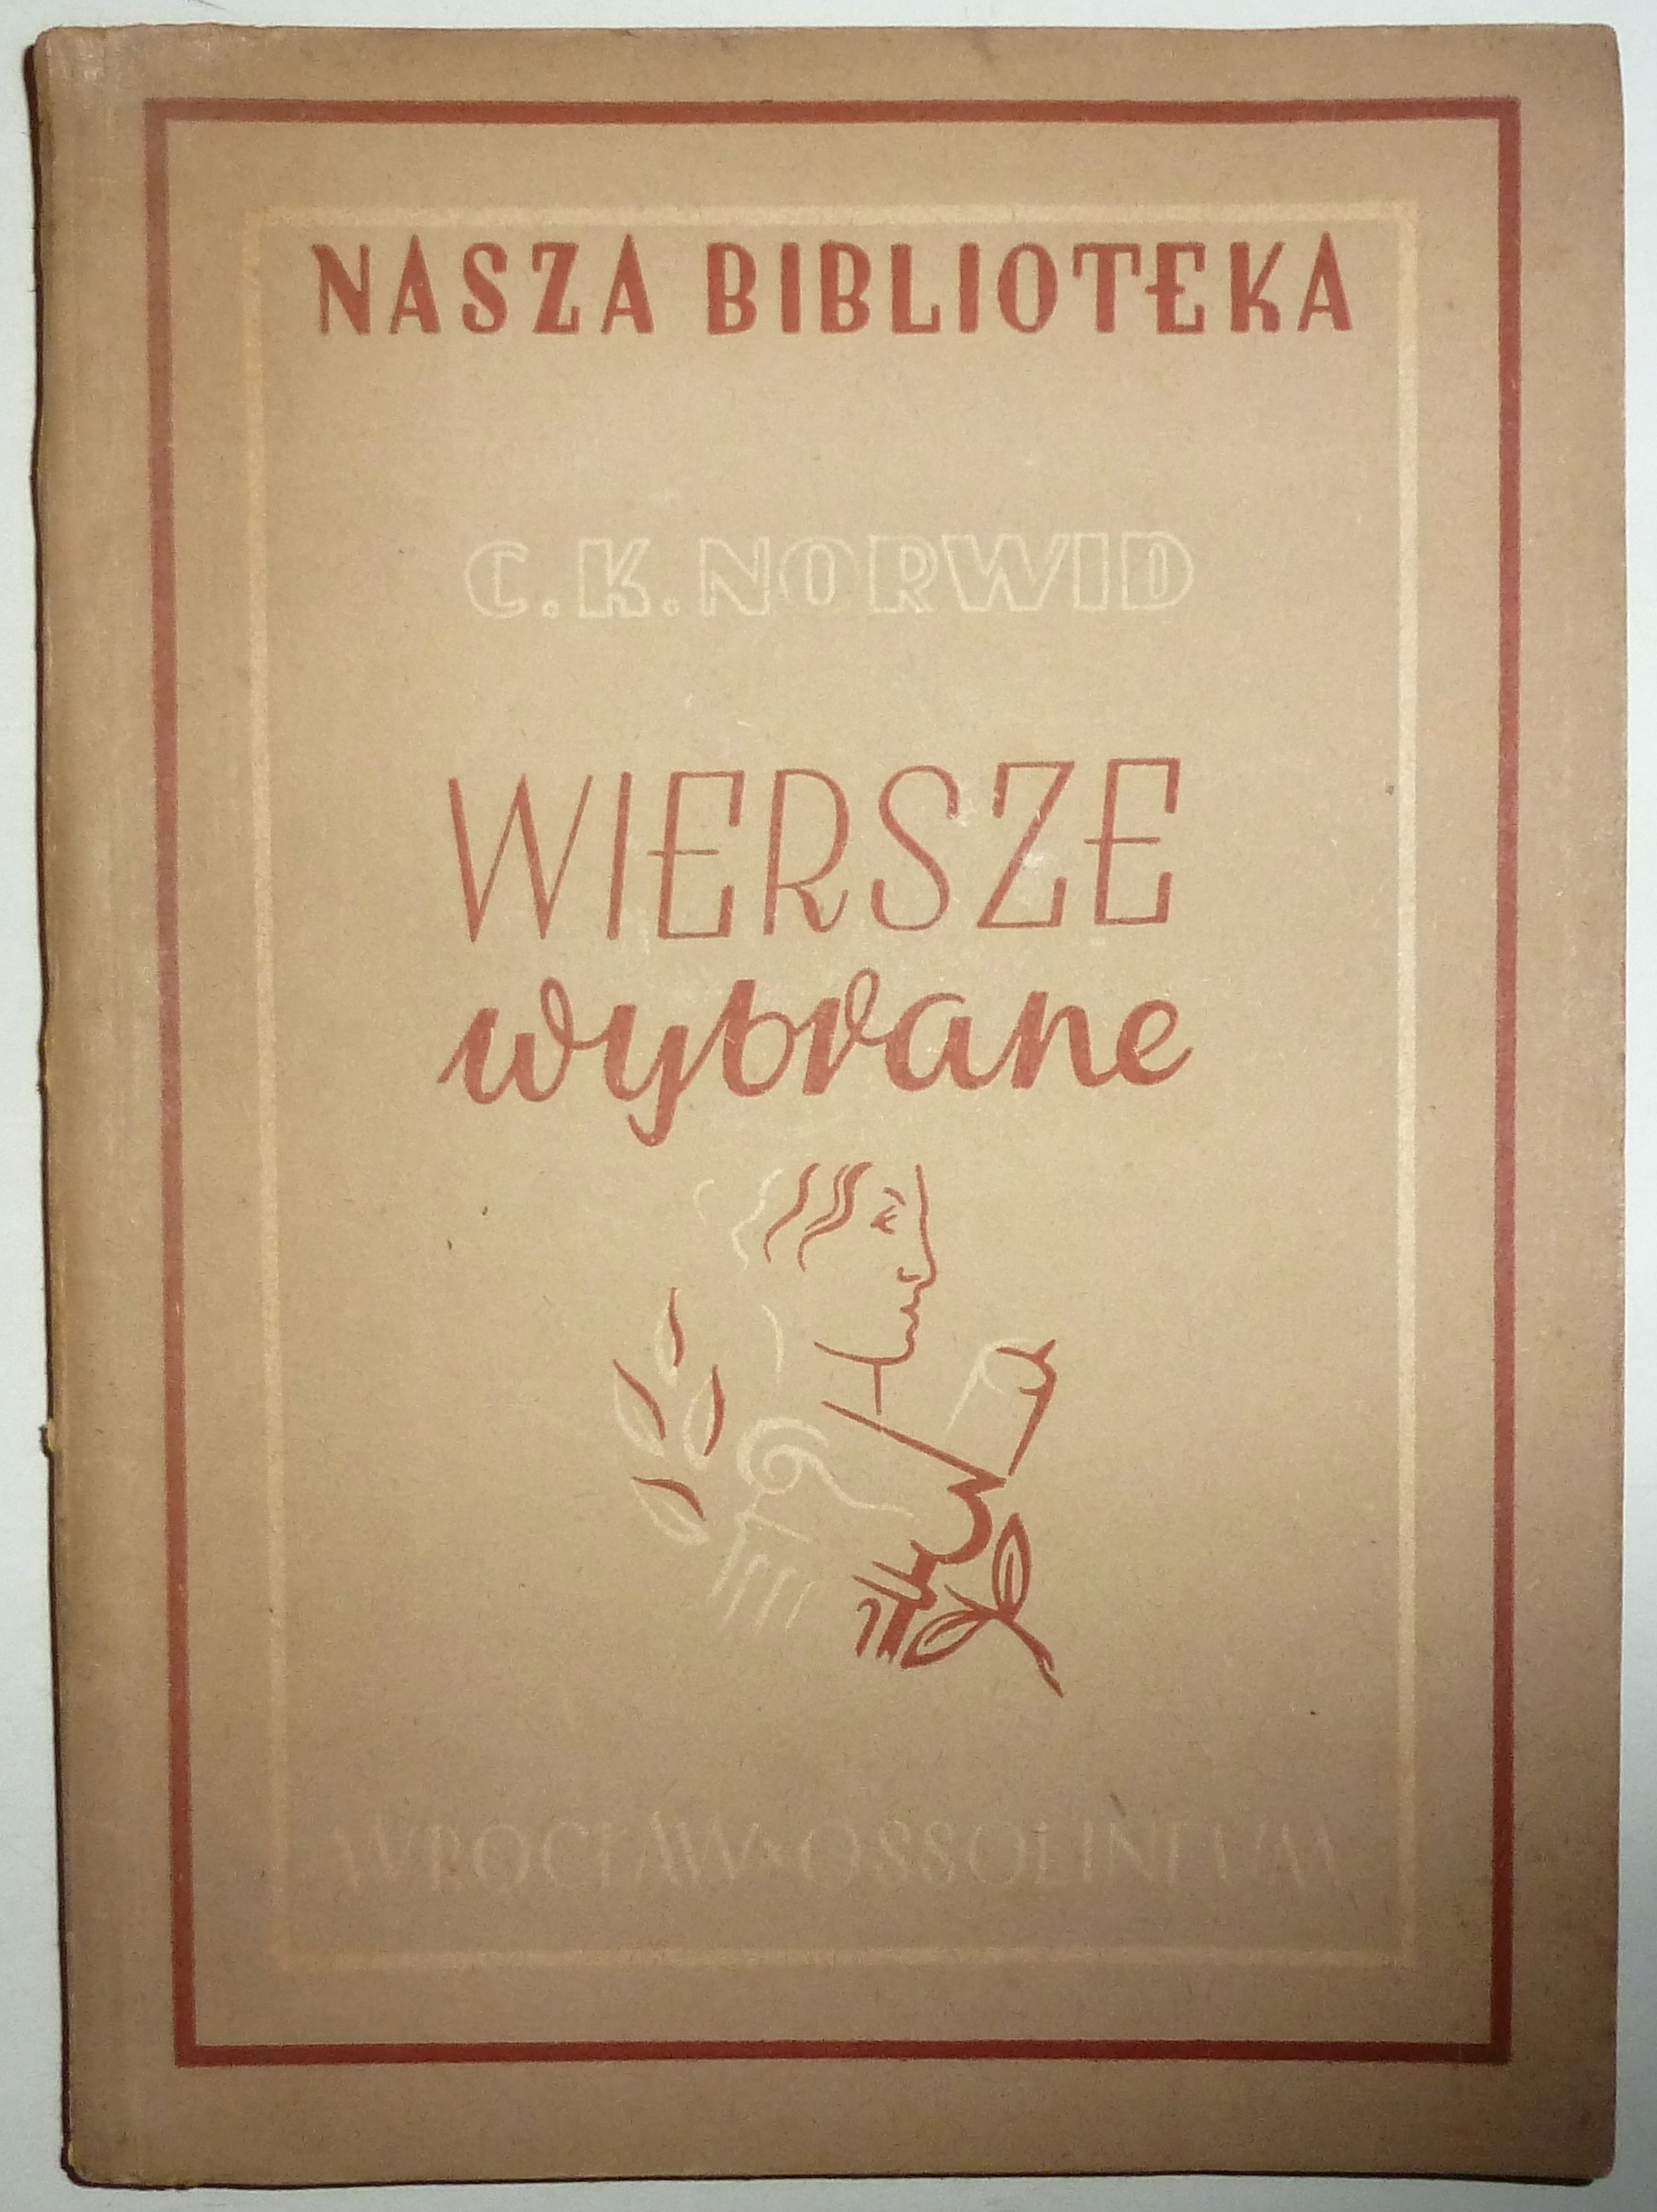 NASZA BIBLIOTEKA
C.K.NORWID
WIERSZE
wybrane
WROCŁAW × OSSOLINEUM